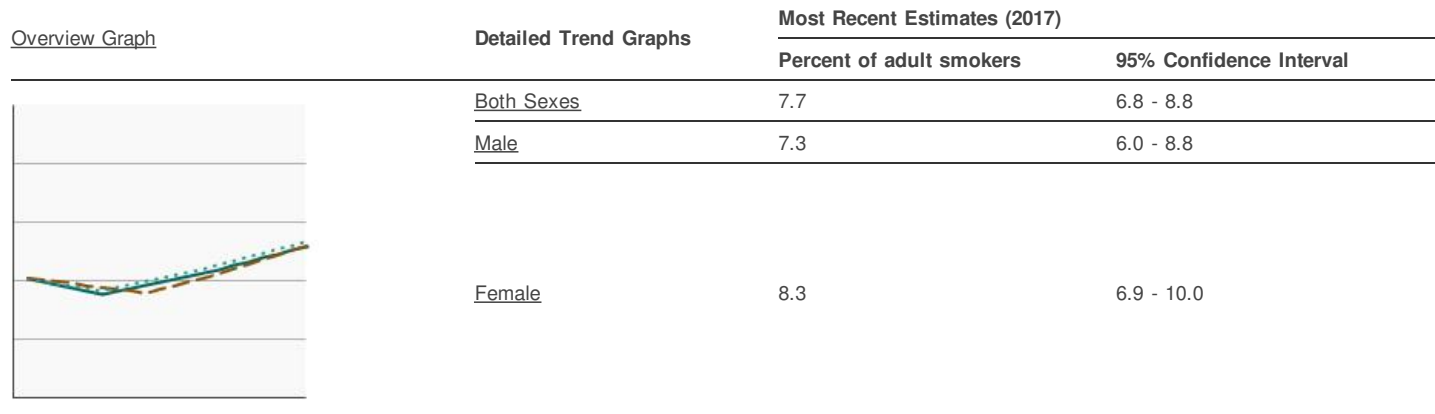 Overview Graph
Detailed Trend Graphs
Most Recent Estimates (2017)
Percent of adult smokers
95% Confidence Interval
Both Sexes 7.7 6.8 - 8.8
Male 7.3 6.0 - 8.8
Female 8.3 6.9 - 10.0